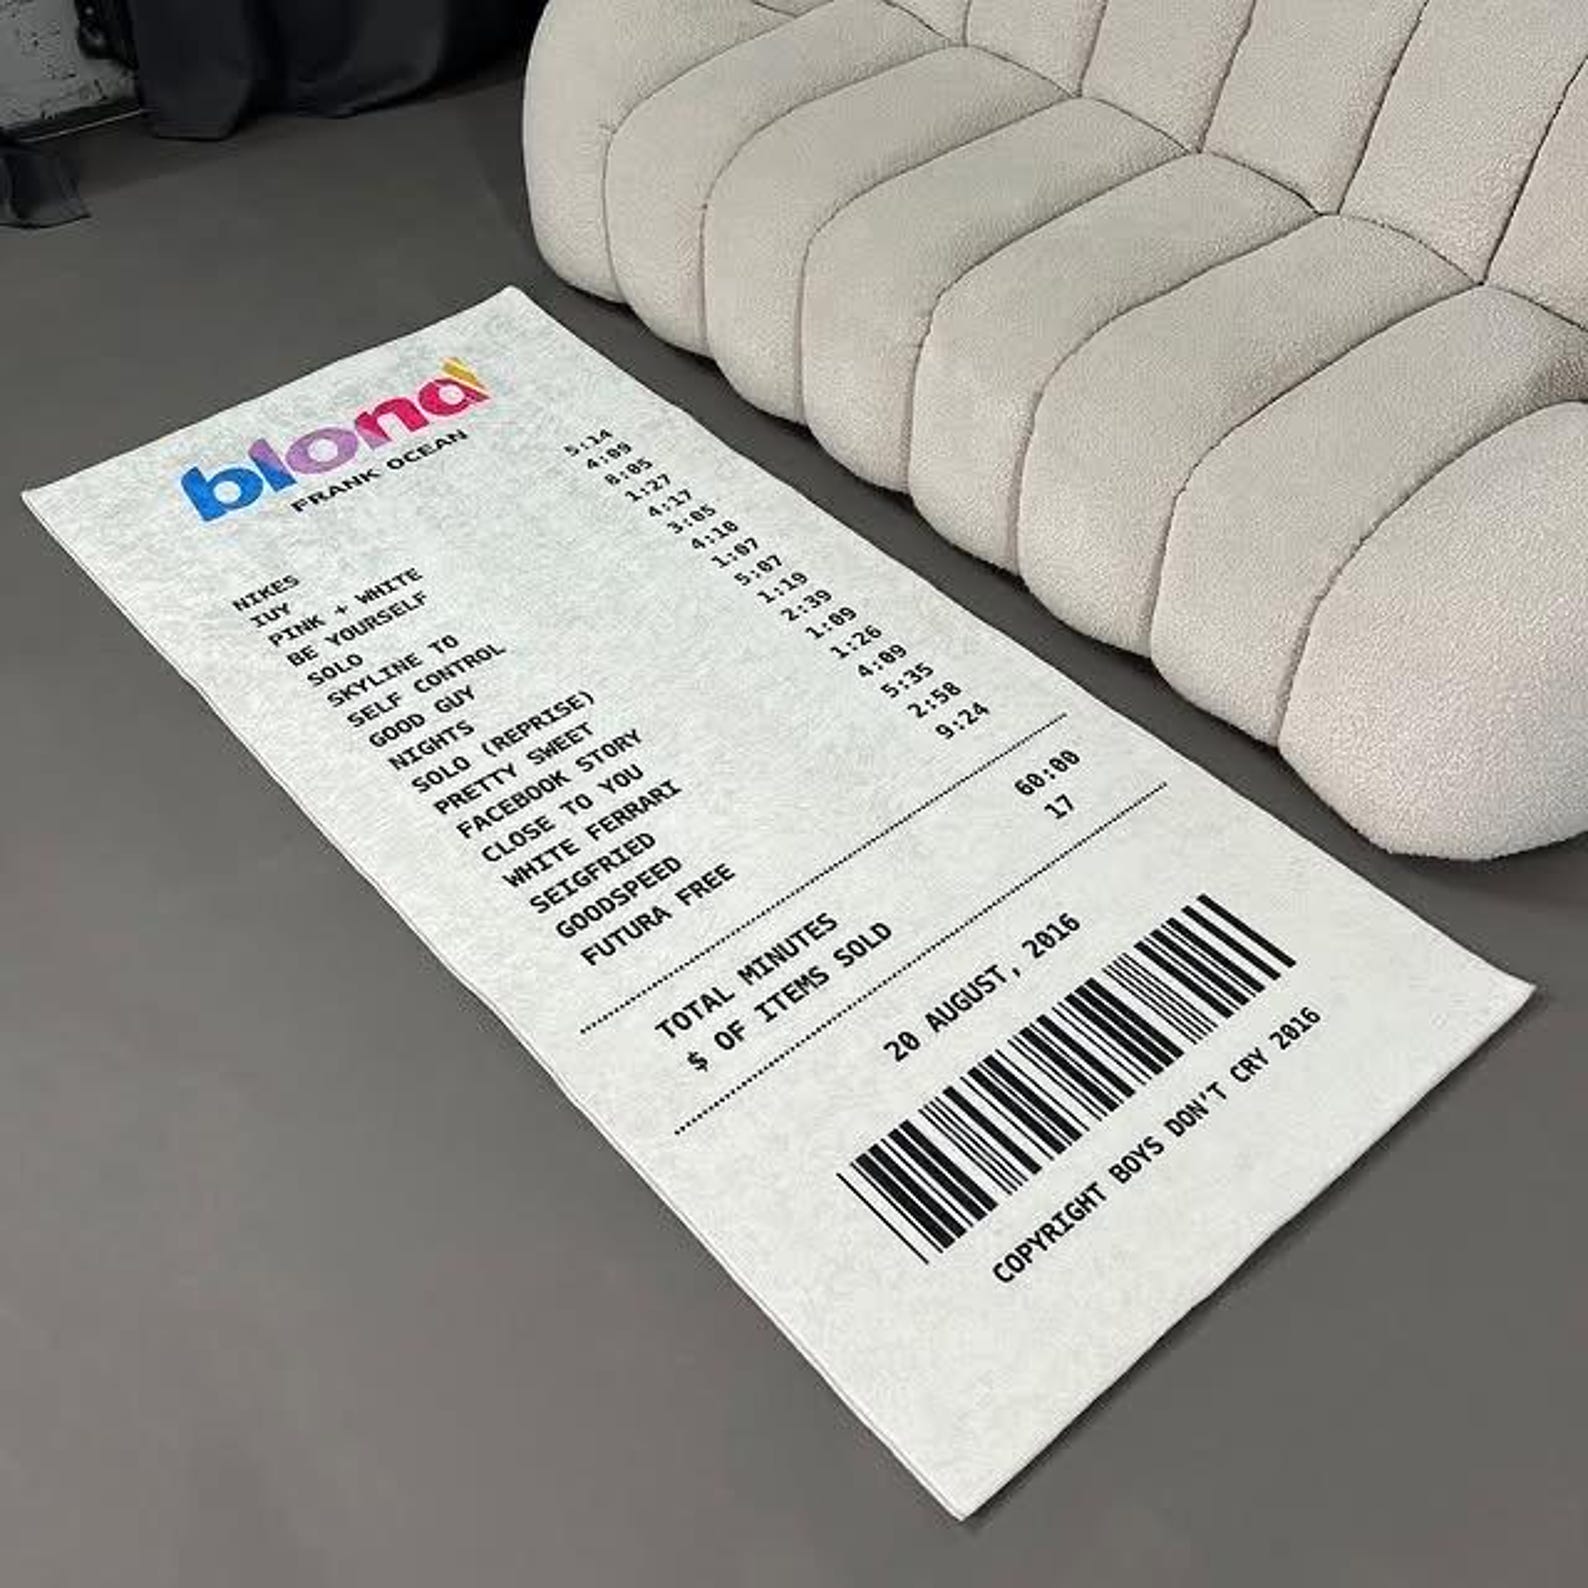 blond
FRANK OCEAN
NIKES 5:14
IUY 4:09
PINK + WHITE 8:05
BE YOURSELF 1:27
SOLO 4:17
SKYLINE TO 3:05
SELF CONTROL 4:10
GOOD GUY 1:07
NIGHTS 5:07
SOLO (REPRISE) 1:19
PRETTY SWEET 2:39
FACEBOOK STORY 1:09
CLOSE TO YOU 1:26
WHITE FERRARI 4:09
SEIGFRIED 5:35
GOODSPEED 2:58
FUTURA FREE 9:24
TOTAL MINUTES 60:00
$ OF ITEMS SOLD 17
20 AUGUST, 2016
COPYRIGHT BOYS DON'T CRY 2016